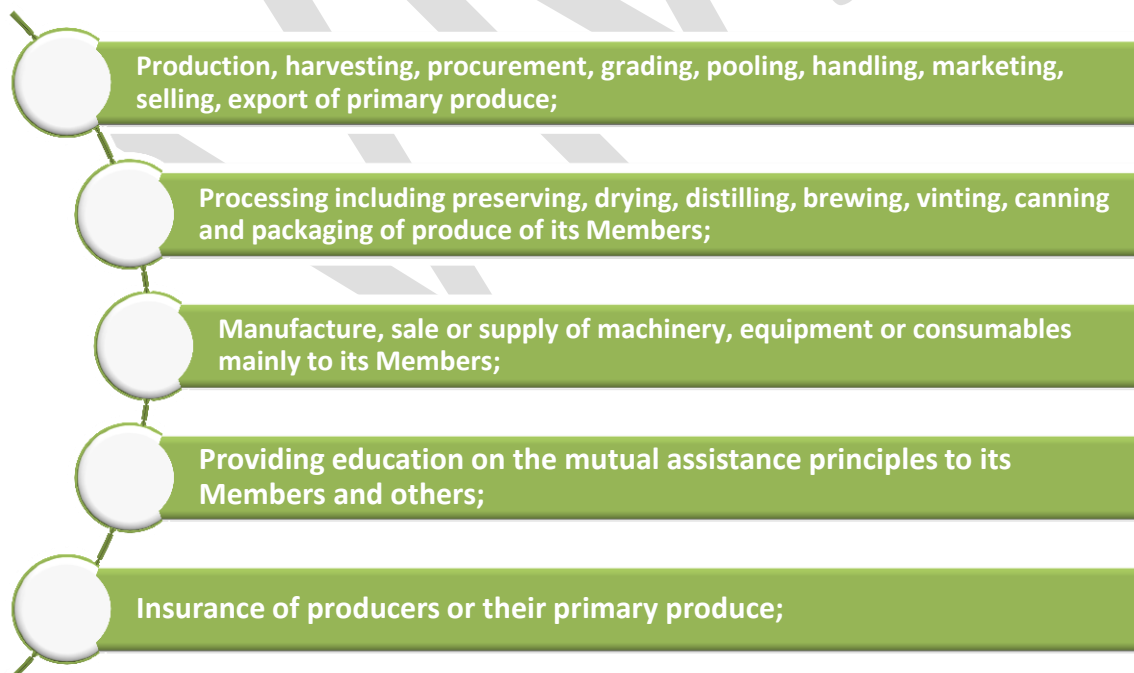 Production, harvesting, procurement, grading, pooling, handling, marketing,
selling, export of primary produce;
Processing including preserving, drying, distilling, brewing, vinting, canning
and packaging of produce of its Members;
Manufacture, sale or supply of machinery, equipment or consumables
mainly to its Members;
Providing education on the mutual assistance principles to its
Members and others;
Insurance of producers or their primary produce;